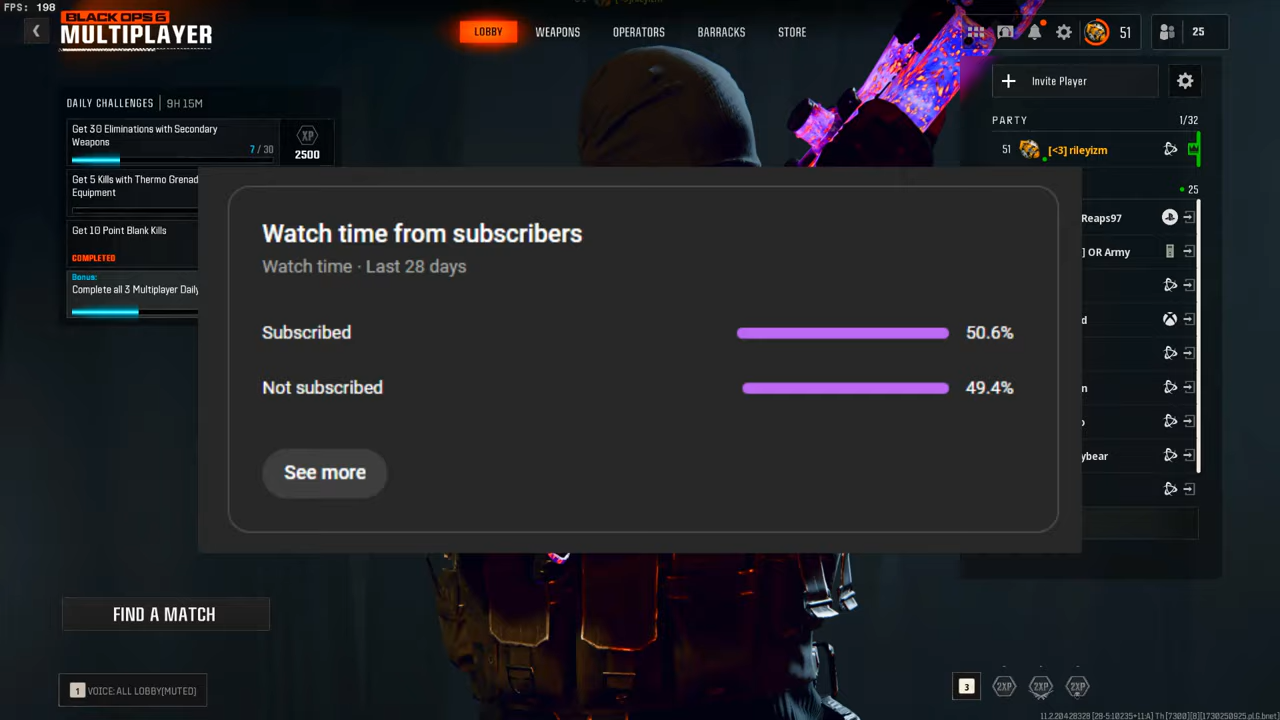 FPS: 198
BLACK OPS 6
MULTIPLAYER
LOBBY
WEAPONS
OPERATORS
BARRACKS
STORE
51
25
DAILY CHALLENGES
9H 15M
Get 30 Eliminations with Secondary
Weapons
7 / 30
XP
2500
Get 5 Kills with Thermo Grenad
Equipment
Get 10 Point Blank Kills
COMPLETED
Bonus:
Complete all 3 Multiplayer Daily
Invite Player
PARTY
1/32
51
[<3] rileyizm
25
Reaps97
] OR Army
d
n
ybear
Watch time from subscribers
Watch time · Last 28 days
Subscribed
50.6%
Not subscribed
49.4%
See more
FIND A MATCH
1 VOICE: ALL LOBBY(MUTED)
3
2XP
2XP
2XP